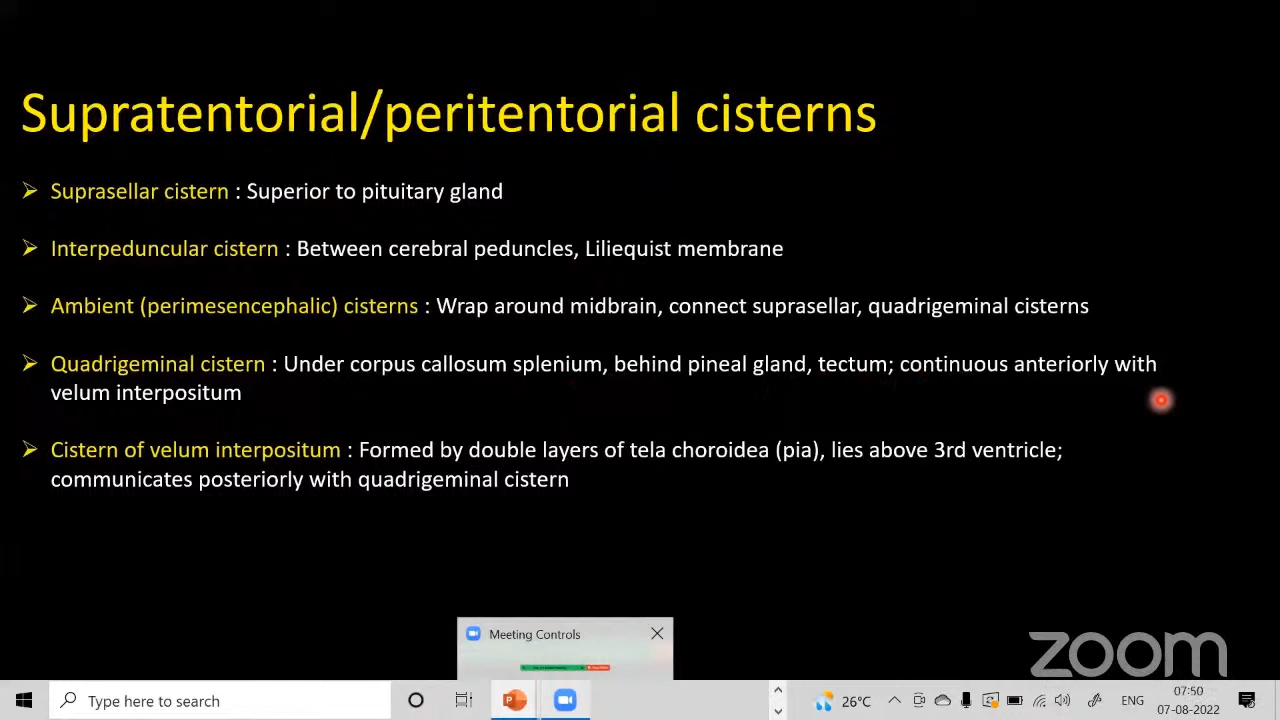 Supratentorial/peritentorial cisterns
➢ Suprasellar cistern : Superior to pituitary gland
➢ Interpeduncular cistern : Between cerebral peduncles, Liliequist membrane
➢ Ambient (perimesencephalic) cisterns : Wrap around midbrain, connect suprasellar, quadrigeminal cisterns
➢ Quadrigeminal cistern : Under corpus callosum splenium, behind pineal gland, tectum; continuous anteriorly with
velum interpositum
➢ Cistern of velum interpositum : Formed by double layers of tela choroidea (pia), lies above 3rd ventricle;
communicates posteriorly with quadrigeminal cistern
Meeting Controls
zoom
Type here to search
26°C
ENG
07:50
07-08-2022